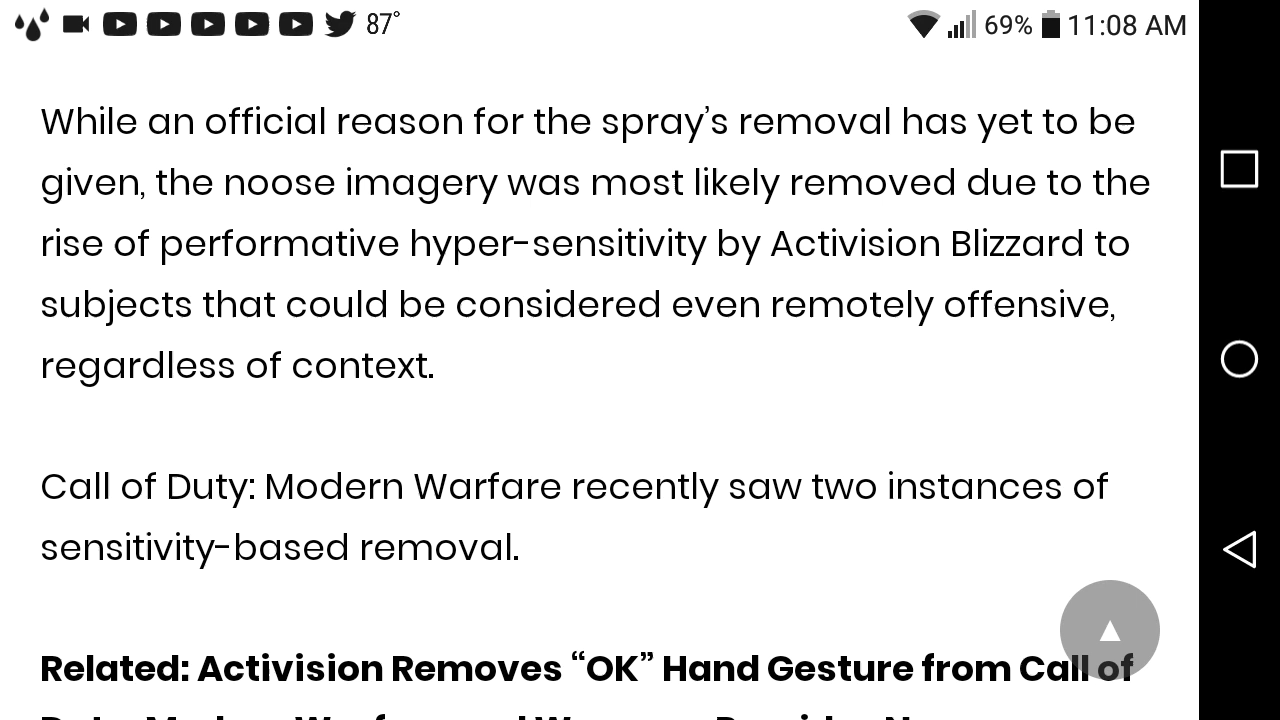 87°
69% 11:08 AM
While an official reason for the spray’s removal has yet to be
given, the noose imagery was most likely removed due to the
rise of performative hyper-sensitivity by Activision Blizzard to
subjects that could be considered even remotely offensive,
regardless of context.
Call of Duty: Modern Warfare recently saw two instances of
sensitivity-based removal.
Related: Activision Removes “OK” Hand Gesture from Call of